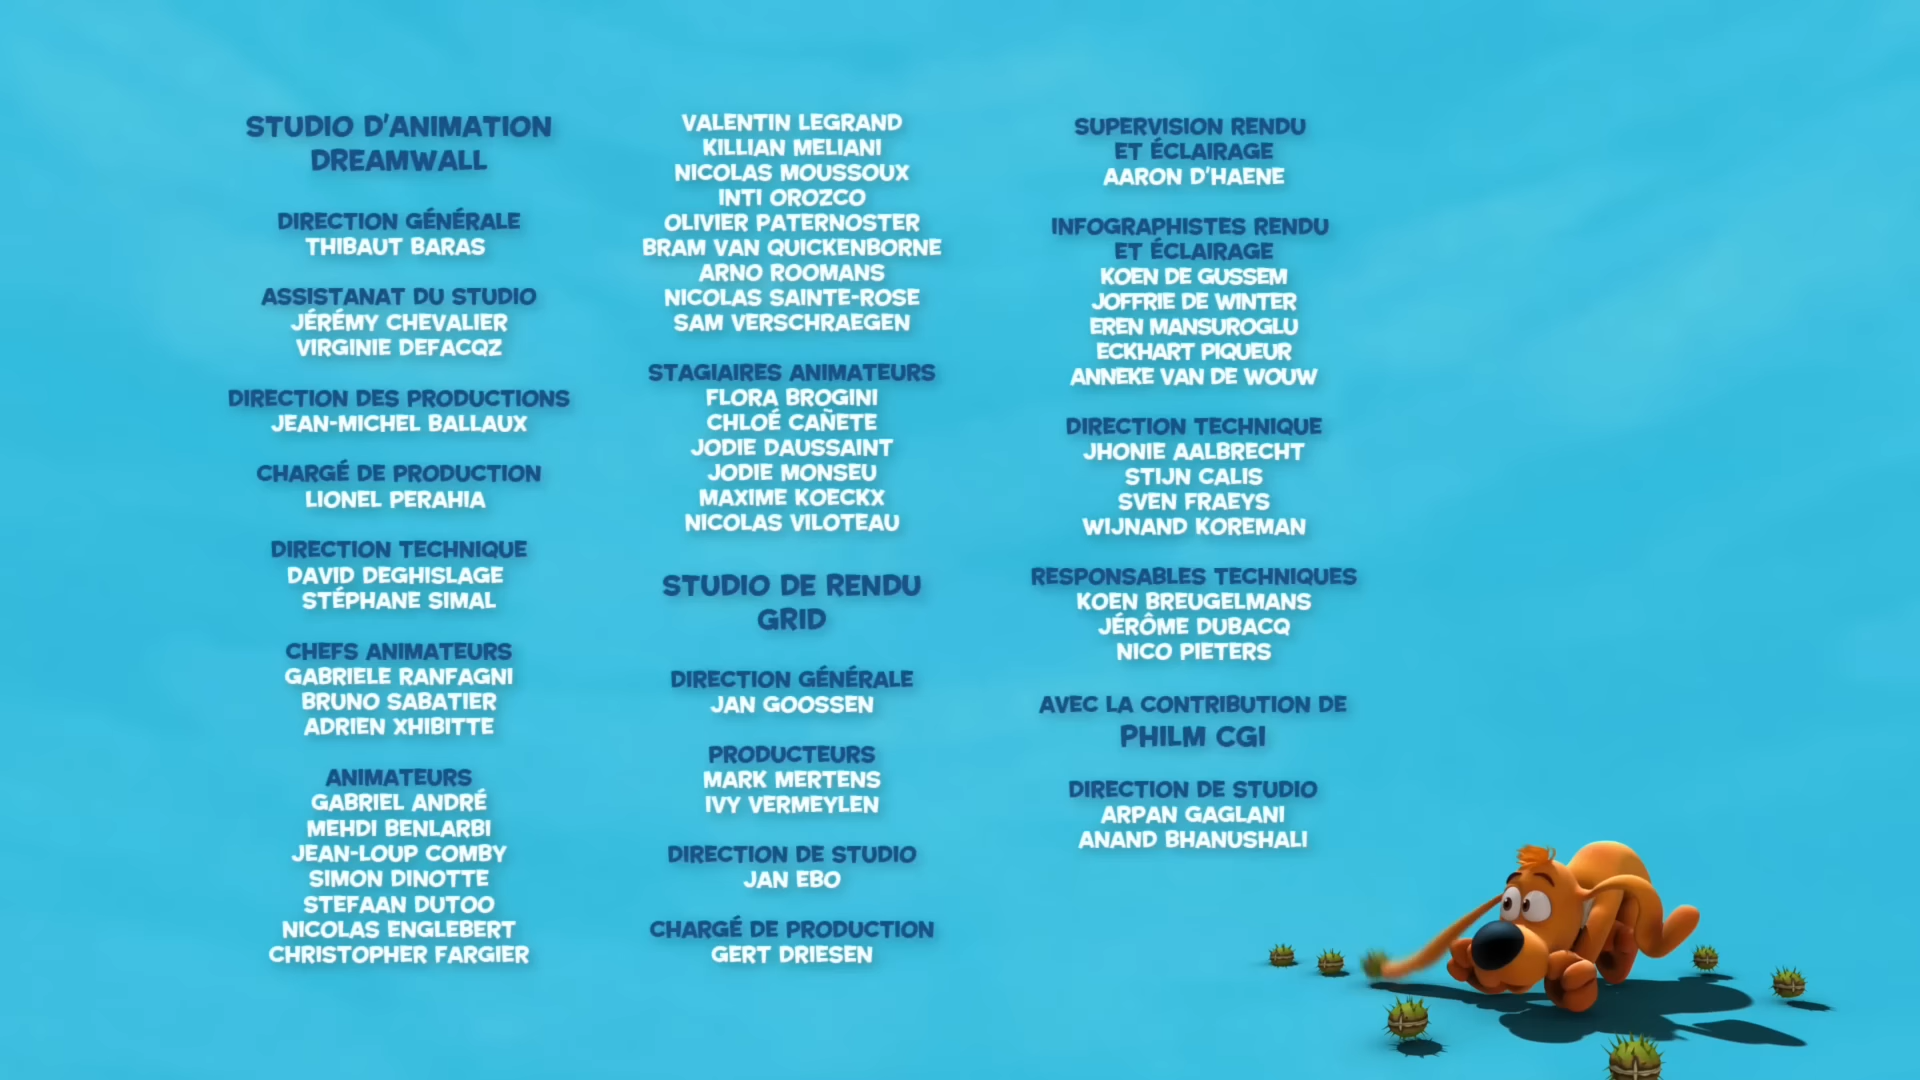 STUDIO D'ANIMATION
DREAMWALL
DIRECTION GÉNÉRALE
THIBAUT BARAS
ASSISTANAT DU STUDIO
JÉRÉMY CHEVALIER
VIRGINIE DEFACQZ
DIRECTION DES PRODUCTIONS
JEAN-MICHEL BALLAUX
CHARGÉ DE PRODUCTION
LIONEL PERAHIA
DIRECTION TECHNIQUE
DAVID DEGHISLAGE
STÉPHANE SIMAL
CHEFS ANIMATEURS
GABRIELE RANFAGNI
BRUNO SABATIER
ADRIEN XHIBITTE
ANIMATEURS
GABRIEL ANDRÉ
MEHDI BENLARBI
JEAN-LOUP COMBY
SIMON DINOTTE
STEFAAN DUTOO
NICOLAS ENGLEBERT
CHRISTOPHER FARGIER
VALENTIN LEGRAND
KILLIAN MELIANI
NICOLAS MOUSSOUX
INTI OROZCO
OLIVIER PATERNOSTER
BRAM VAN QUICKENBORNE
ARNO ROOMANS
NICOLAS SAINTE-ROSE
SAM VERSCHRAEGEN
STAGIAIRES ANIMATEURS
FLORA BROGINI
CHLOÉ CAÑETE
JODIE DAUSSAINT
JODIE MONSEU
MAXIME KOECKX
NICOLAS VILOTEAU
STUDIO DE RENDU
GRID
DIRECTION GÉNÉRALE
JAN GOOSSEN
PRODUCTEURS
MARK MERTENS
IVY VERMEYLEN
DIRECTION DE STUDIO
JAN EBO
CHARGÉ DE PRODUCTION
GERT DRIESEN
SUPERVISION RENDU
ET ÉCLAIRAGE
AARON D'HAENE
INFOGRAPHISTES RENDU
ET ÉCLAIRAGE
KOEN DE GUSSEM
JOFFRIE DE WINTER
EREN MANSUROGLU
ECKHART PIQUEUR
ANNEKE VAN DE WOUW
DIRECTION TECHNIQUE
JHONIE AALBRECHT
STIJN CALIS
SVEN FRAEYS
WIJNAND KOREMAN
RESPONSABLES TECHNIQUES
KOEN BREUGELMANS
JÉRÔME DUBACQ
NICO PIETERS
AVEC LA CONTRIBUTION DE
PHILM CGI
DIRECTION DE STUDIO
ARPAN GAGLANI
ANAND BHANUSHALI